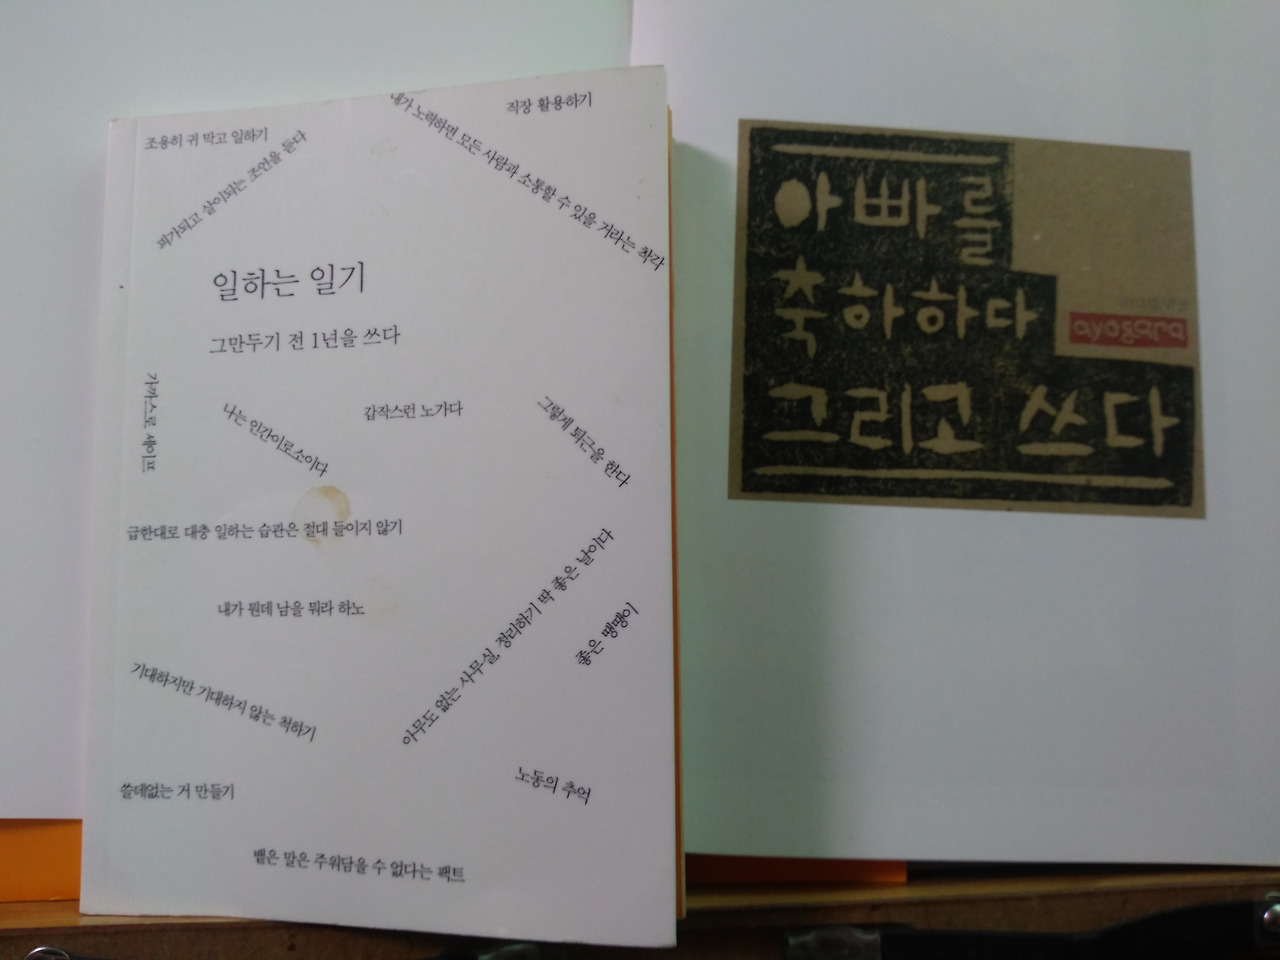 조용히 귀 막고 일하기
직장 활용하기
내가 노력하면 모든 사람과 소통할 수 있을 거라는 착각
피가되고 살이되는 조언을 듣다
일하는 일기
그만두기 전 1년을 쓰다
가까스로 세이프
나는 인간이로소이다
갑작스런 노가다
그렇게 퇴근을 한다
급한대로 대충 일하는 습관은 절대 들이지 않기
내가 뭔데 남을 뭐라 하노
아무도 없는 사무실, 정리하기 딱 좋은 날이다
좋은 땡땡이
기대하지만 기대하지 않는 척하기
쓸데없는 거 만들기
노동의 추억
뱉은 말은 주워담을 수 없다는 팩트
아빠를
축하하다
ayosara
그리고 쓰다